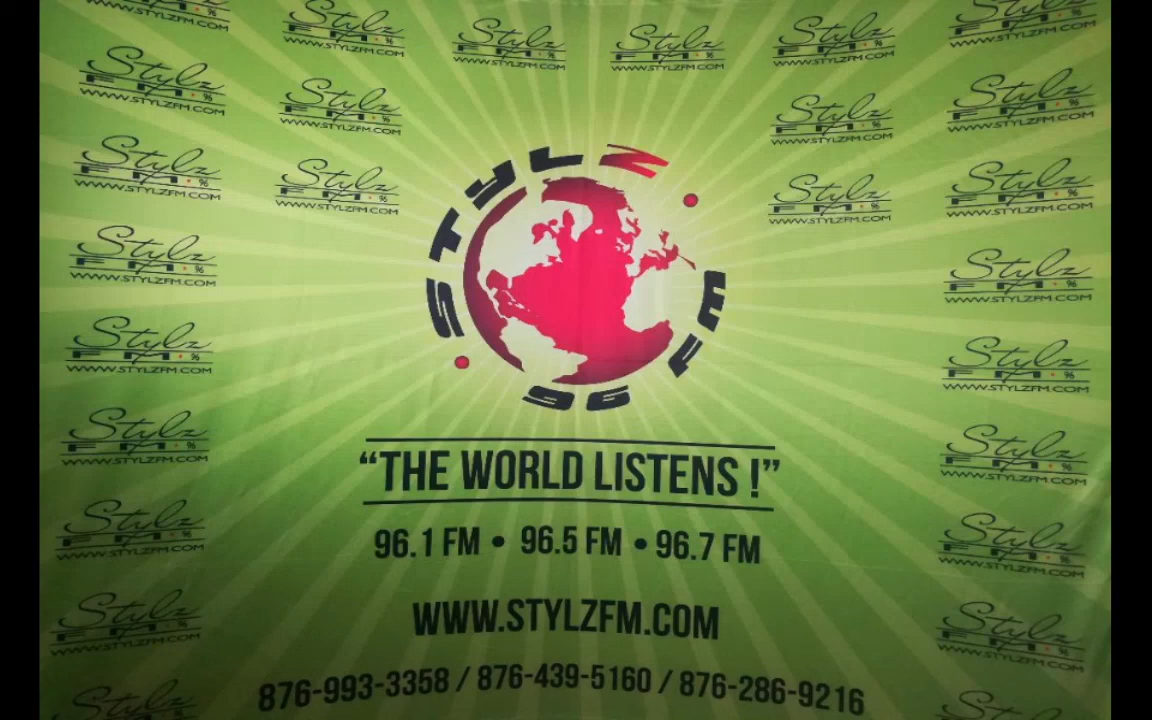 STYLZ FM 96
“THE WORLD LISTENS !”
96.1 FM • 96.5 FM • 96.7 FM
WWW.STYLZFM.COM
876-993-3358 / 876-439-5160 / 876-286-9216
Stylz
FM 96
WWW.STYLZFM.COM